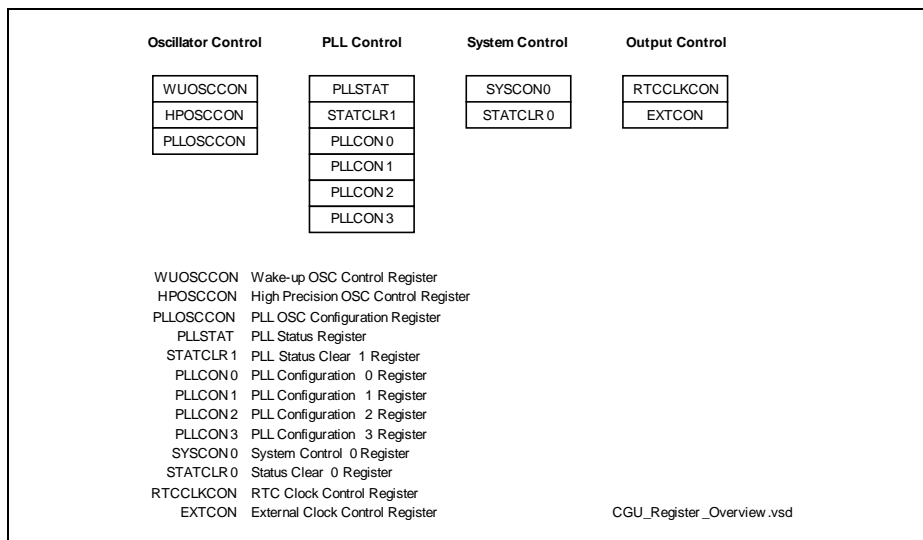 Oscillator Control PLL Control System Control Output Control
WUOSCCON PLLSTAT SYSCON0 RTCCLKCON
HPOSCCON STATCLR1 STATCLR0 EXTCON
PLLOSCCON PLLCON0
PLLCON1
PLLCON2
PLLCON3
WUOSCCON Wake-up OSC Control Register
HPOSCCON High Precision OSC Control Register
PLLOSCCON PLL OSC Configuration Register
PLLSTAT PLL Status Register
STATCLR1 PLL Status Clear 1 Register
PLLCON0 PLL Configuration 0 Register
PLLCON1 PLL Configuration 1 Register
PLLCON2 PLL Configuration 2 Register
PLLCON3 PLL Configuration 3 Register
SYSCON0 System Control 0 Register
STATCLR0 Status Clear 0 Register
RTCCLKCON RTC Clock Control Register
EXTCON External Clock Control Register CGU_Register_Overview.vsd